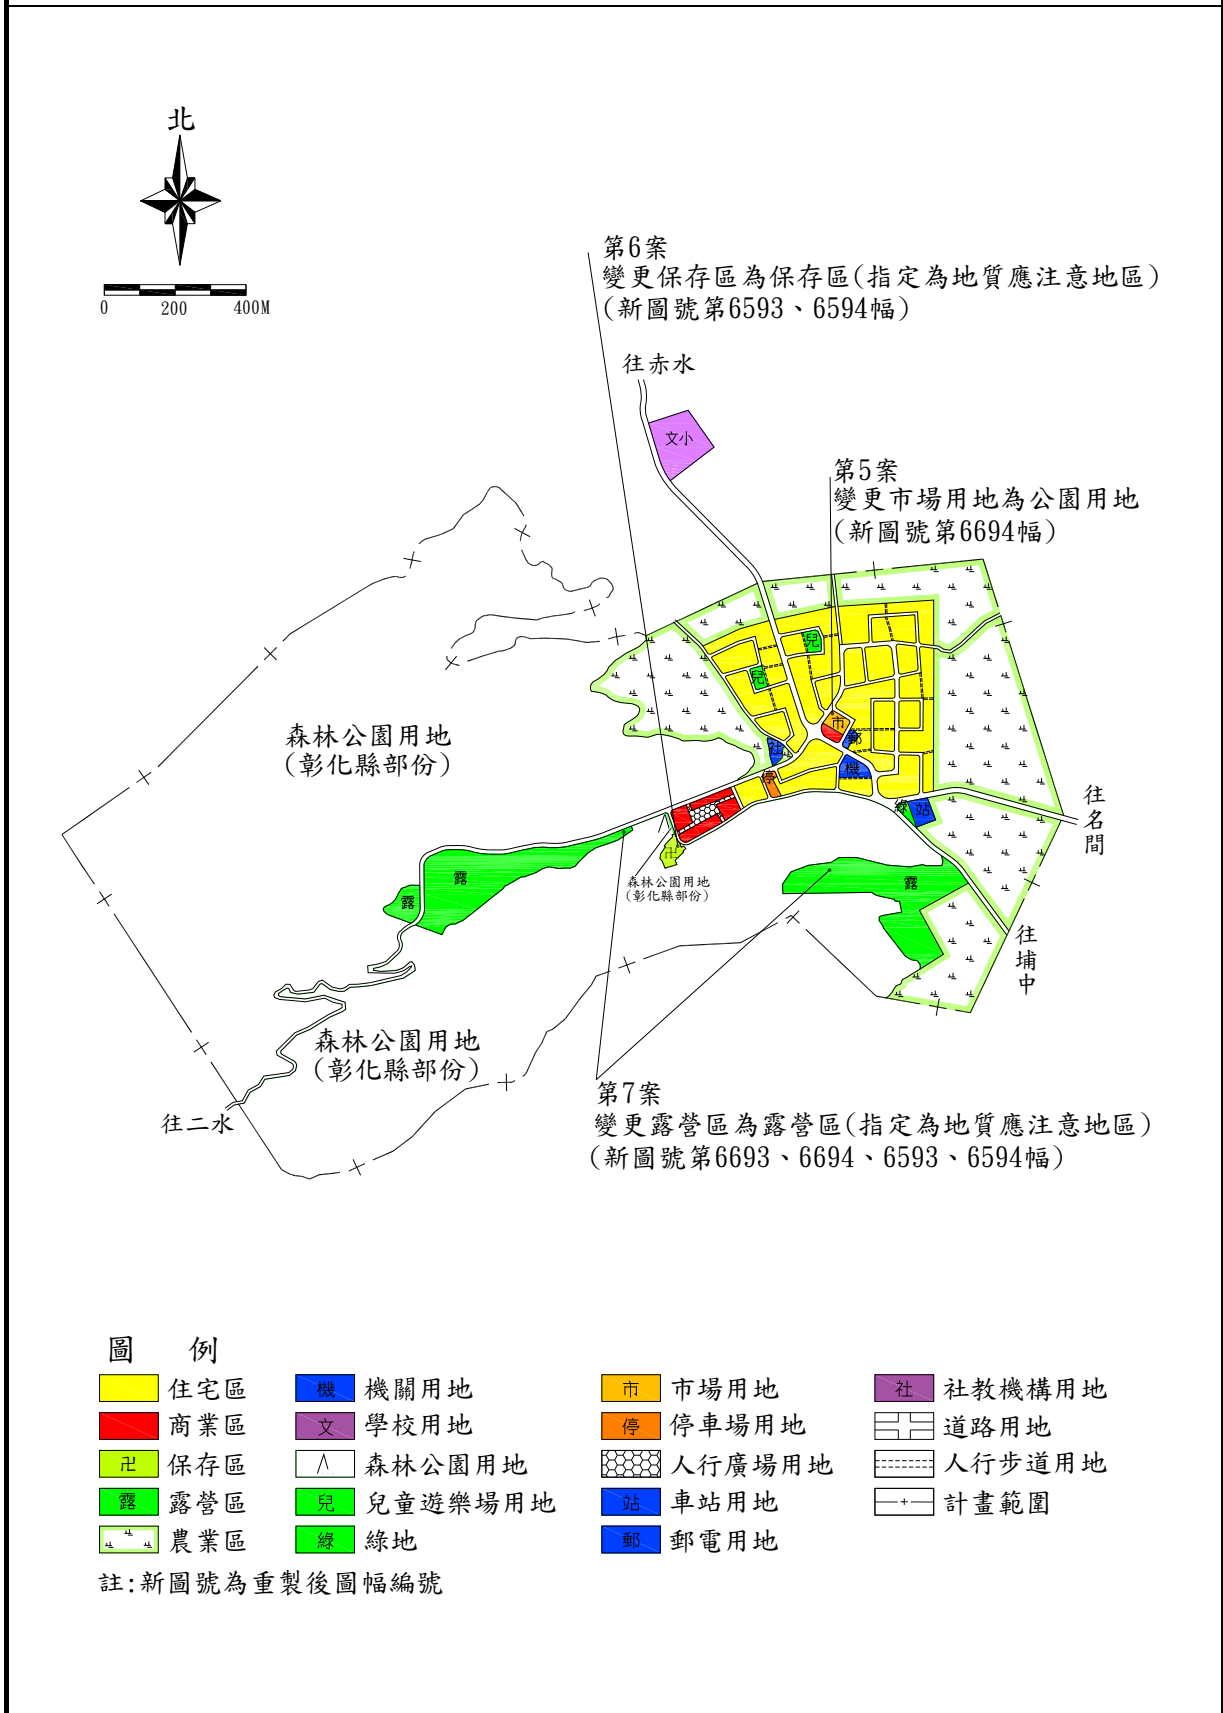 北
0 200 400M
第6案
變更保存區為保存區(指定為地質應注意地區)
(新圖號第6593、6594幅)
往赤水
文小
第5案
變更市場用地為公園用地
(新圖號第6694幅)
兒
兒
市
郵
社
機
停
森林公園用地
(彰化縣部份)
綠
站
往名間
卍
露
露
森林公園用地
(彰化縣部份)
露
往埔中
森林公園用地
(彰化縣部份)
往二水
第7案
變更露營區為露營區(指定為地質應注意地區)
(新圖號第6693、6694、6593、6594幅)
圖 例
住宅區
機 機關用地
市 市場用地
社 社教機構用地
商業區
文 學校用地
停 停車場用地
道路用地
卍 保存區
森林公園用地
人行廣場用地
人行步道用地
露 露營區
兒 兒童遊樂場用地
站 車站用地
計畫範圍
農業區
綠 綠地
郵 郵電用地
註:新圖號為重製後圖幅編號